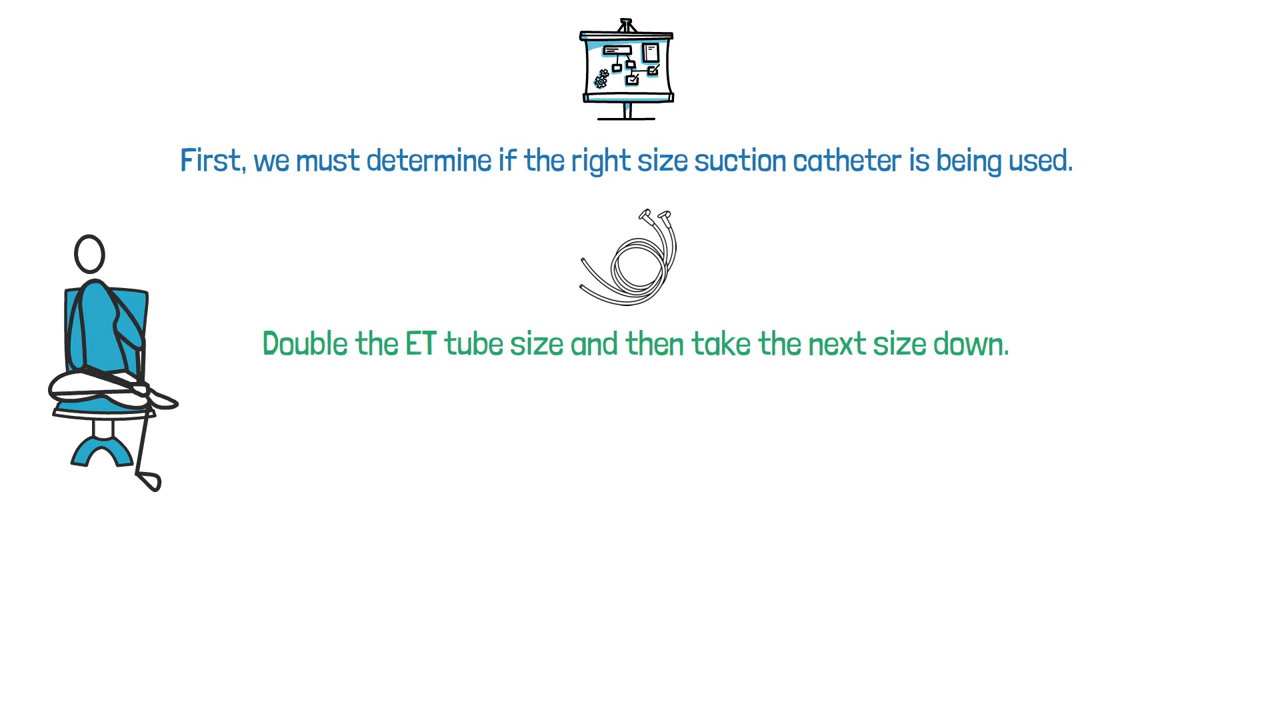 First, we must determine if the right size suction catheter is being used.
Double the ET tube size and then take the next size down.